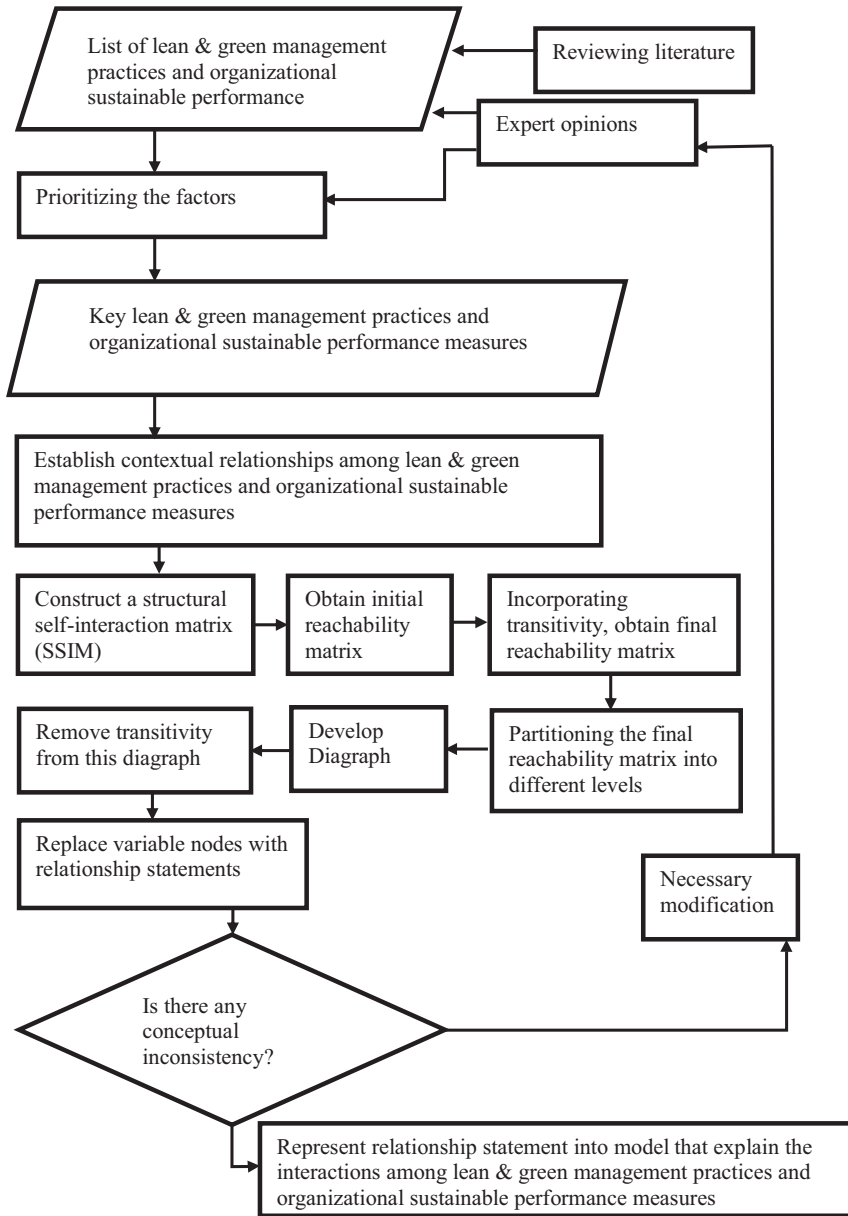 List of lean & green management
practices and organizational
sustainable performance
Reviewing literature
Expert opinions
Prioritizing the factors
Key lean & green management practices and
organizational sustainable performance measures
Establish contextual relationships among lean & green
management practices and organizational sustainable
performance measures
Construct a structural
self-interaction matrix
(SSIM)
Obtain initial
reachability
matrix
Incorporating
transitivity, obtain final
reachability matrix
Remove transitivity
from this diagraph
Develop
Diagraph
Partitioning the final
reachability matrix into
different levels
Replace variable nodes with
relationship statements
Necessary
modification
Is there any
conceptual
inconsistency?
Represent relationship statement into model that explain the
interactions among lean & green management practices and
organizational sustainable performance measures